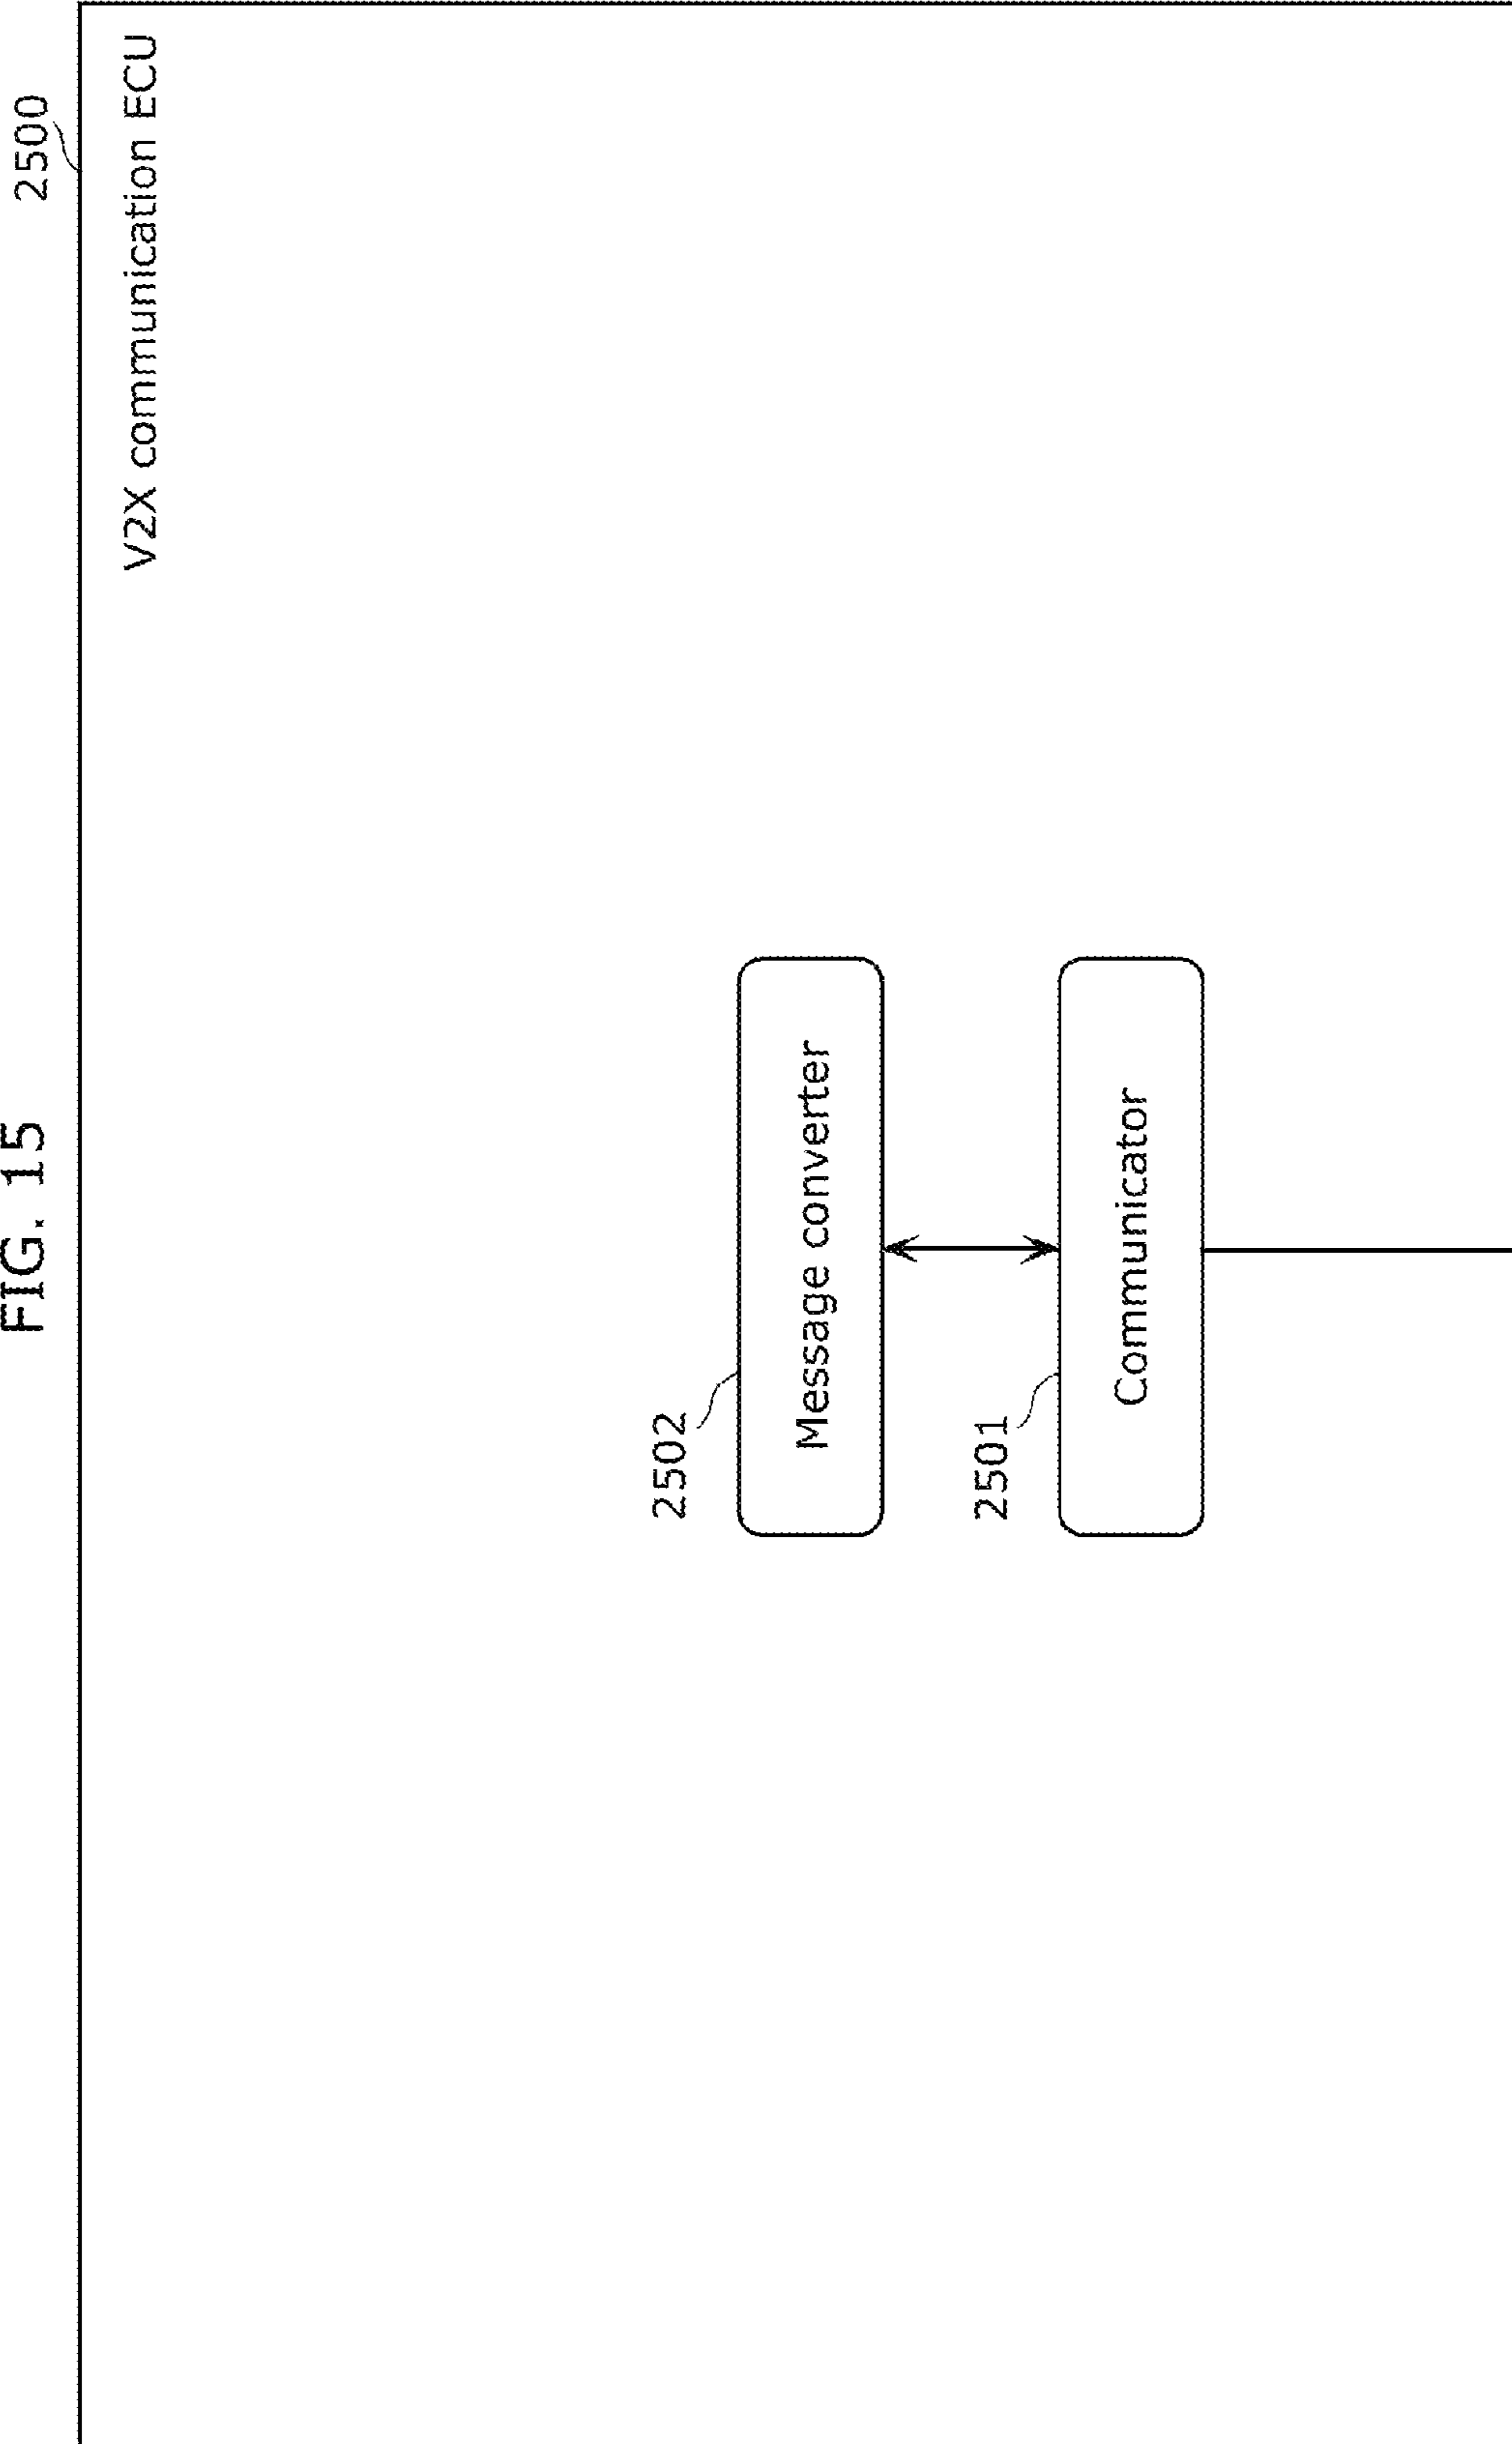 FIG. 15
2500
V2X communication ECU
2502
Message converter
2501
Communicator